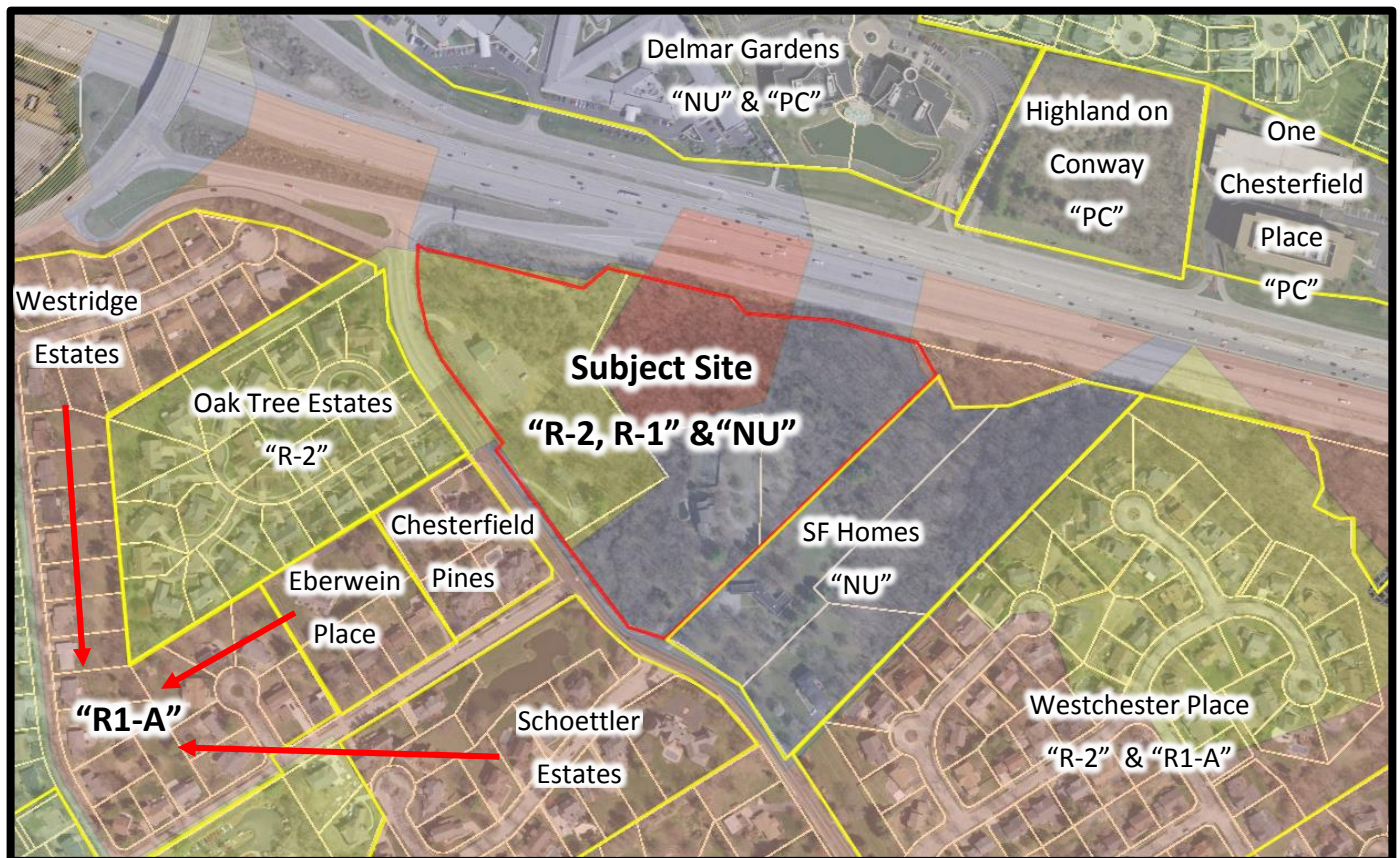 Delmar Gardens
“NU” & “PC”
Highland on
Conway
“PC”
One
Chesterfield
Place
“PC”
Westridge
Estates
Oak Tree Estates
“R-2”
Subject Site
“R-2, R-1” &“NU”
Chesterfield
Pines
Eberwein
Place
SF Homes
“NU”
“R1-A”
Schoettler
Estates
Westchester Place
“R-2” & “R1-A”